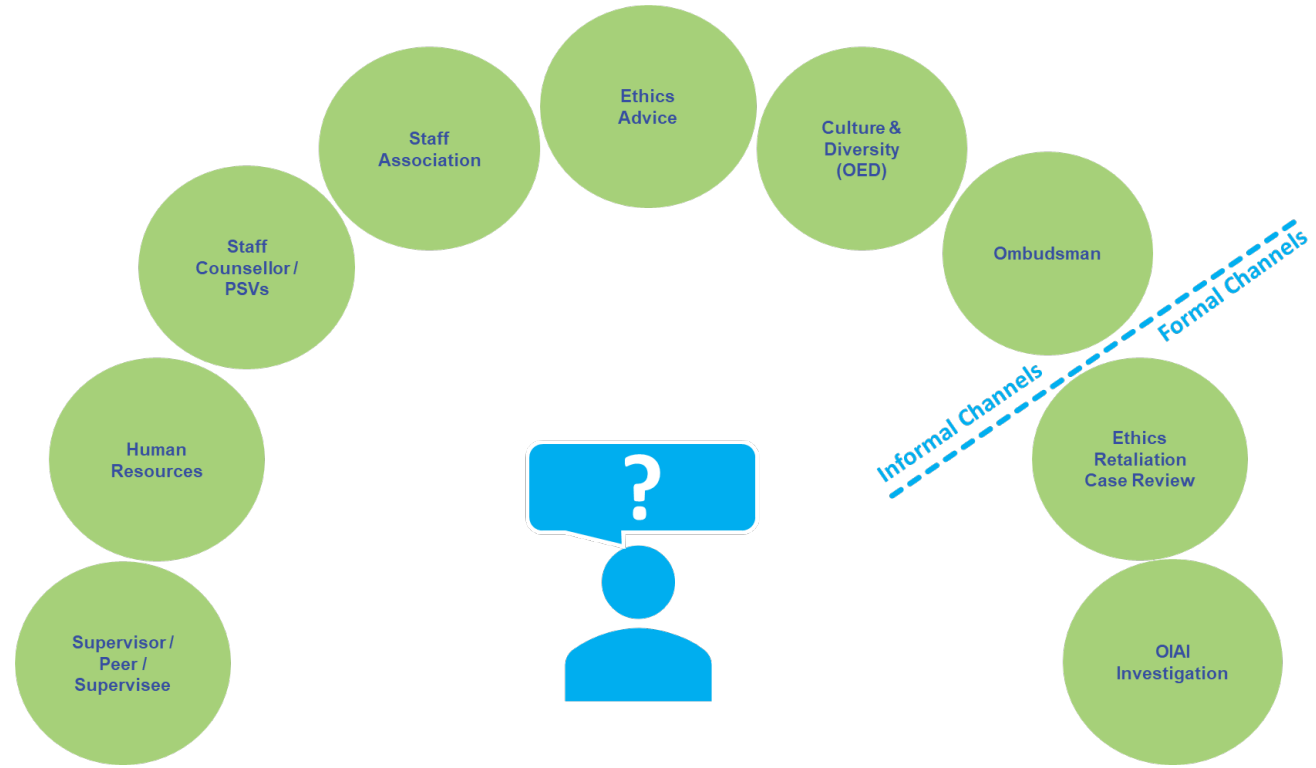 Ethics
Advice
Staff
Association
Culture &
Diversity
(OED)
Staff
Counsellor /
PSVs
Ombudsman
Formal Channels
Informal Channels
Human
Resources
Ethics
Retaliation
Case Review
?
Supervisor /
Peer /
Supervisee
OIAI
Investigation